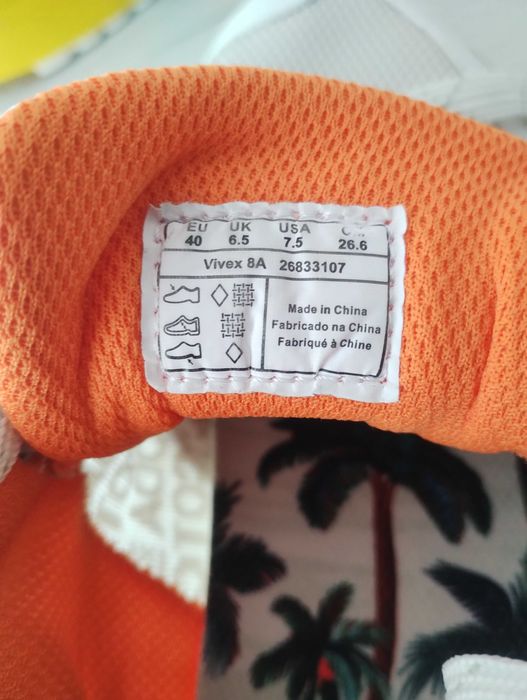 EU UK USA
40 6.5 7.5 26.6
Vivex 8A 26833107
Made in China
Fabricado na China
Fabriqué à Chine